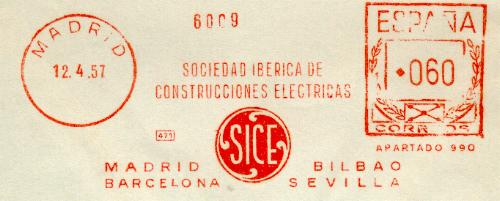 MADRID
12.4.57
6009
SOCIEDAD IBERICA DE
CONSTRUCCIONES ELECTRICAS
ESPAÑA
060
CORREOS
APARTADO 990
471
SICE
MADRID BILBAO
BARCELONA SEVILLA